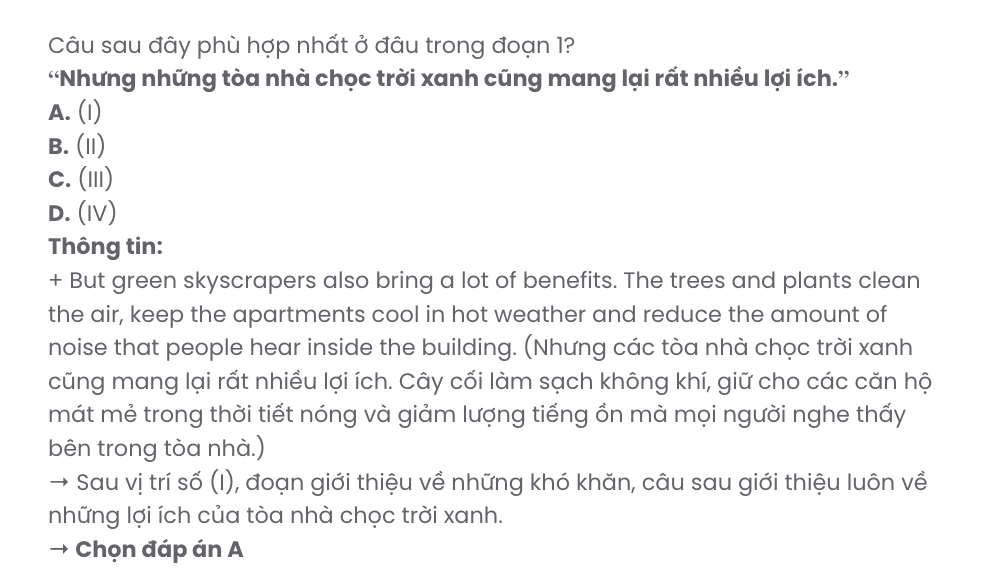 Câu sau đây phù hợp nhất ở đâu trong đoạn 1?
“Nhưng những tòa nhà chọc trời xanh cũng mang lại rất nhiều lợi ích.”
A. (I)
B. (II)
C. (III)
D. (IV)
Thông tin:
+ But green skyscrapers also bring a lot of benefits. The trees and plants clean
the air, keep the apartments cool in hot weather and reduce the amount of
noise that people hear inside the building. (Nhưng các tòa nhà chọc trời xanh
cũng mang lại rất nhiều lợi ích. Cây cối làm sạch không khí, giữ cho các căn hộ
mát mẻ trong thời tiết nóng và giảm lượng tiếng ồn mà mọi người nghe thấy
bên trong tòa nhà.)
→ Sau vị trí số (I), đoạn giới thiệu về những khó khăn, câu sau giới thiệu luôn về
những lợi ích của tòa nhà chọc trời xanh.
→ Chọn đáp án A